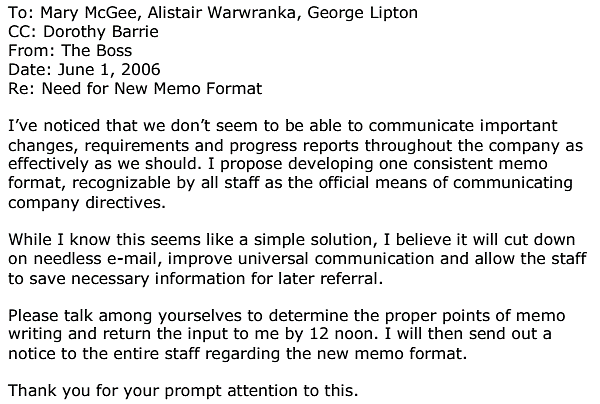 To: Mary McGee, Alistair Warwranka, George Lipton
CC: Dorothy Barrie
From: The Boss
Date: June 1, 2006
Re: Need for New Memo Format
I’ve noticed that we don’t seem to be able to communicate important
changes, requirements and progress reports throughout the company as
effectively as we should. I propose developing one consistent memo
format, recognizable by all staff as the official means of communicating
company directives.
While I know this seems like a simple solution, I believe it will cut down
on needless e-mail, improve universal communication and allow the staff
to save necessary information for later referral.
Please talk among yourselves to determine the proper points of memo
writing and return the input to me by 12 noon. I will then send out a
notice to the entire staff regarding the new memo format.
Thank you for your prompt attention to this.